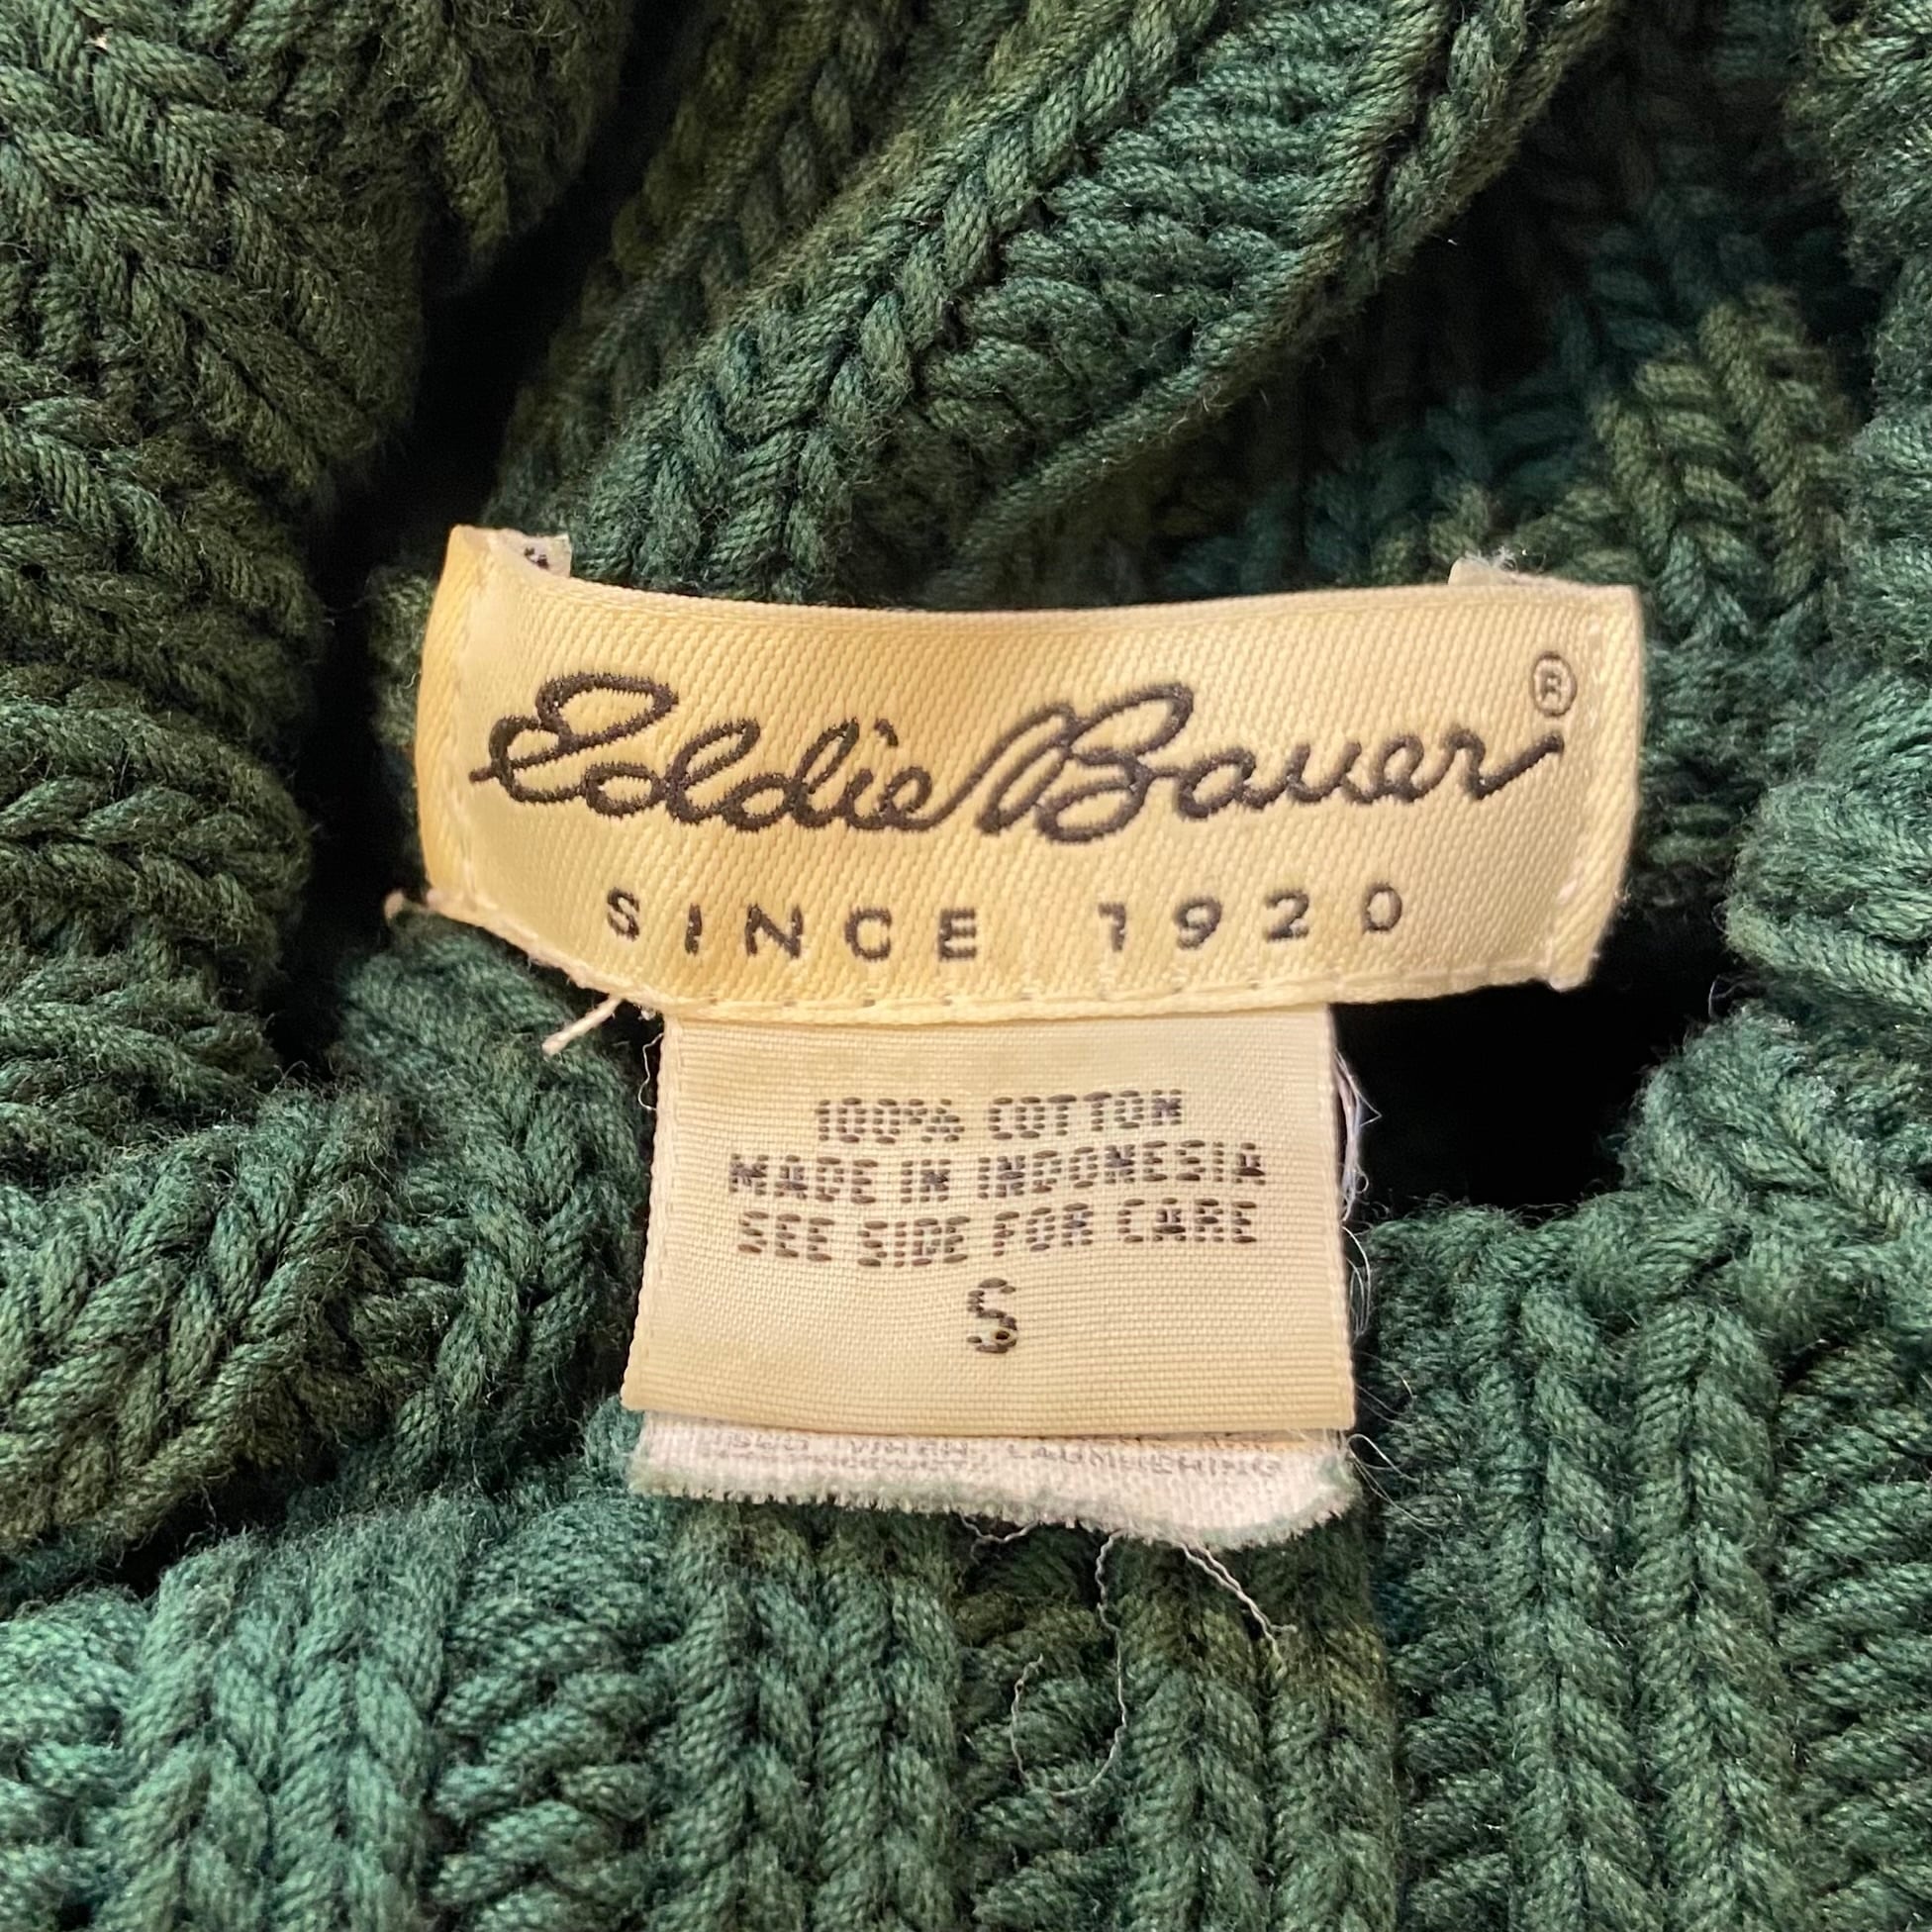 Eddie Bauer®
SINCE 1920
100% COTTON
MADE IN INDONESIA
SEE SIDE FOR CARE
S